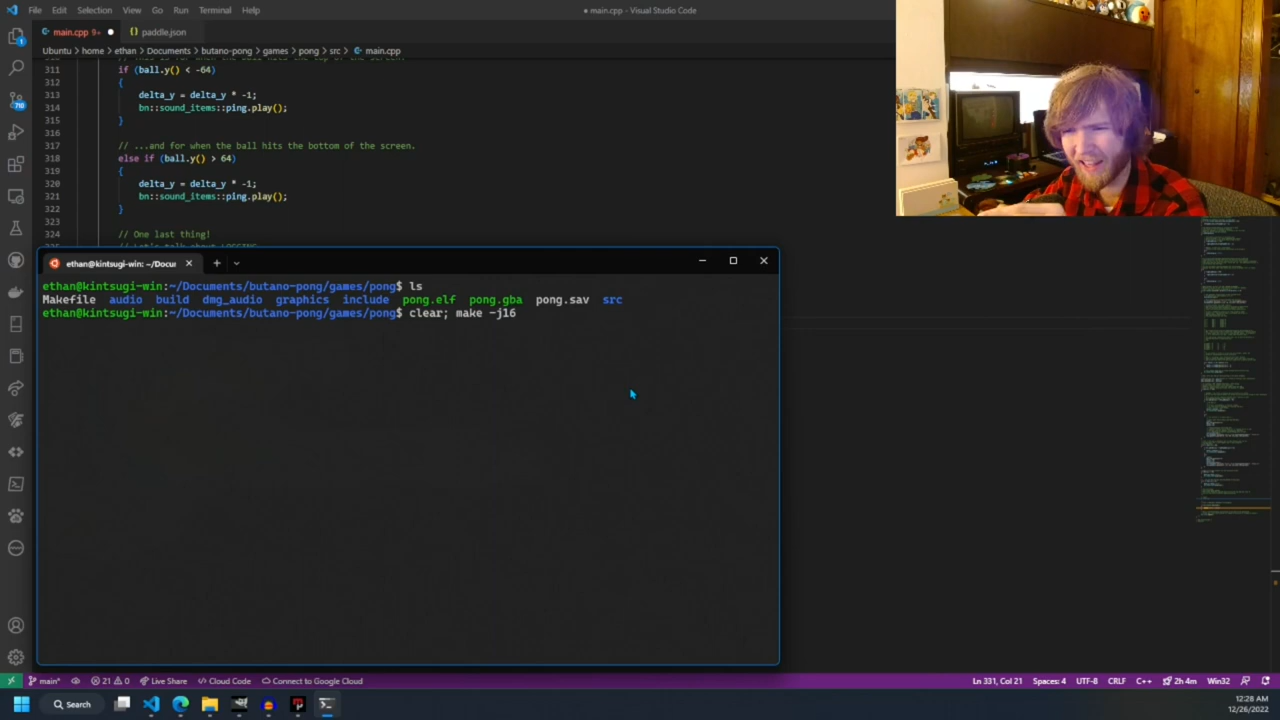 File Edit Selection View Go Run Terminal Help
● main.cpp - Visual Studio Code
main.cpp 9+ ●
{} paddle.json
Ubuntu > home > ethan > Documents > butano-pong > games > pong > src > main.cpp
311 if (ball.y() < -64)
312 {
313 delta_y = delta_y * -1;
314 bn::sound_items::ping.play();
315 }
316
317 // ...and for when the ball hits the bottom of the screen.
318 else if (ball.y() > 64)
319 {
320 delta_y = delta_y * -1;
321 bn::sound_items::ping.play();
322 }
323
324 // One last thing!
ethan@kintsugi-win: ~/Docur
ethan@kintsugi-win:~/Documents/butano-pong/games/pong$ ls
Makefile audio build dmg_audio graphics include pong.elf pong.gba pong.sav src
ethan@kintsugi-win:~/Documents/butano-pong/games/pong$ clear; make -j16
main* 21 0 Live Share Cloud Code Connect to Google Cloud
Ln 331, Col 21 Spaces: 4 UTF-8 CRLF C++ 2h 4m Win32
Search
12:28 AM
12/26/2022